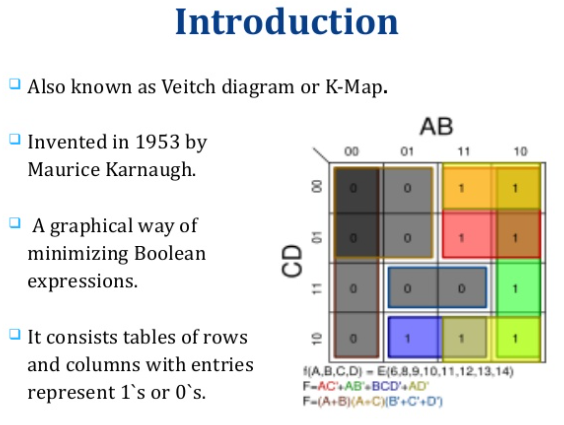 Introduction
Also known as Veitch diagram or K-Map.
Invented in 1953 by
Maurice Karnaugh.
A graphical way of
minimizing Boolean
expressions.
It consists tables of rows
and columns with entries
represent 1`s or 0`s.
AB
00 01 11 10
CD
00 0 0 1 1
01 0 0 1 1
11 0 0 0 1
10 0 1 1 1
f(A,B,C,D) = E(6,8,9,10,11,12,13,14)
F=AC'+AB'+BCD'+AD'
F=(A+B)(A+C)(B'+C'+D')